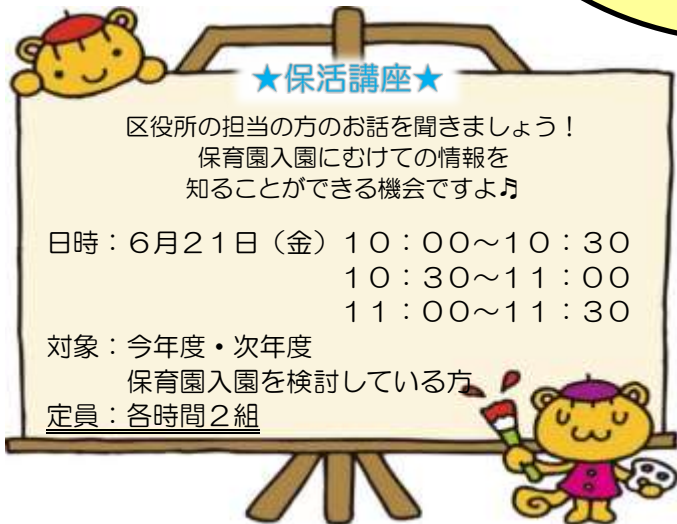 ★保活講座★
区役所の担当の方のお話を聞きましょう！
保育園入園にむけての情報を
知ることができる機会ですよ♬
日時：６月２１日（金）１０：００～１０：３０
１０：３０～１１：００
１１：００～１１：３０
対象：今年度・次年度
保育園入園を検討している方
定員：各時間２組